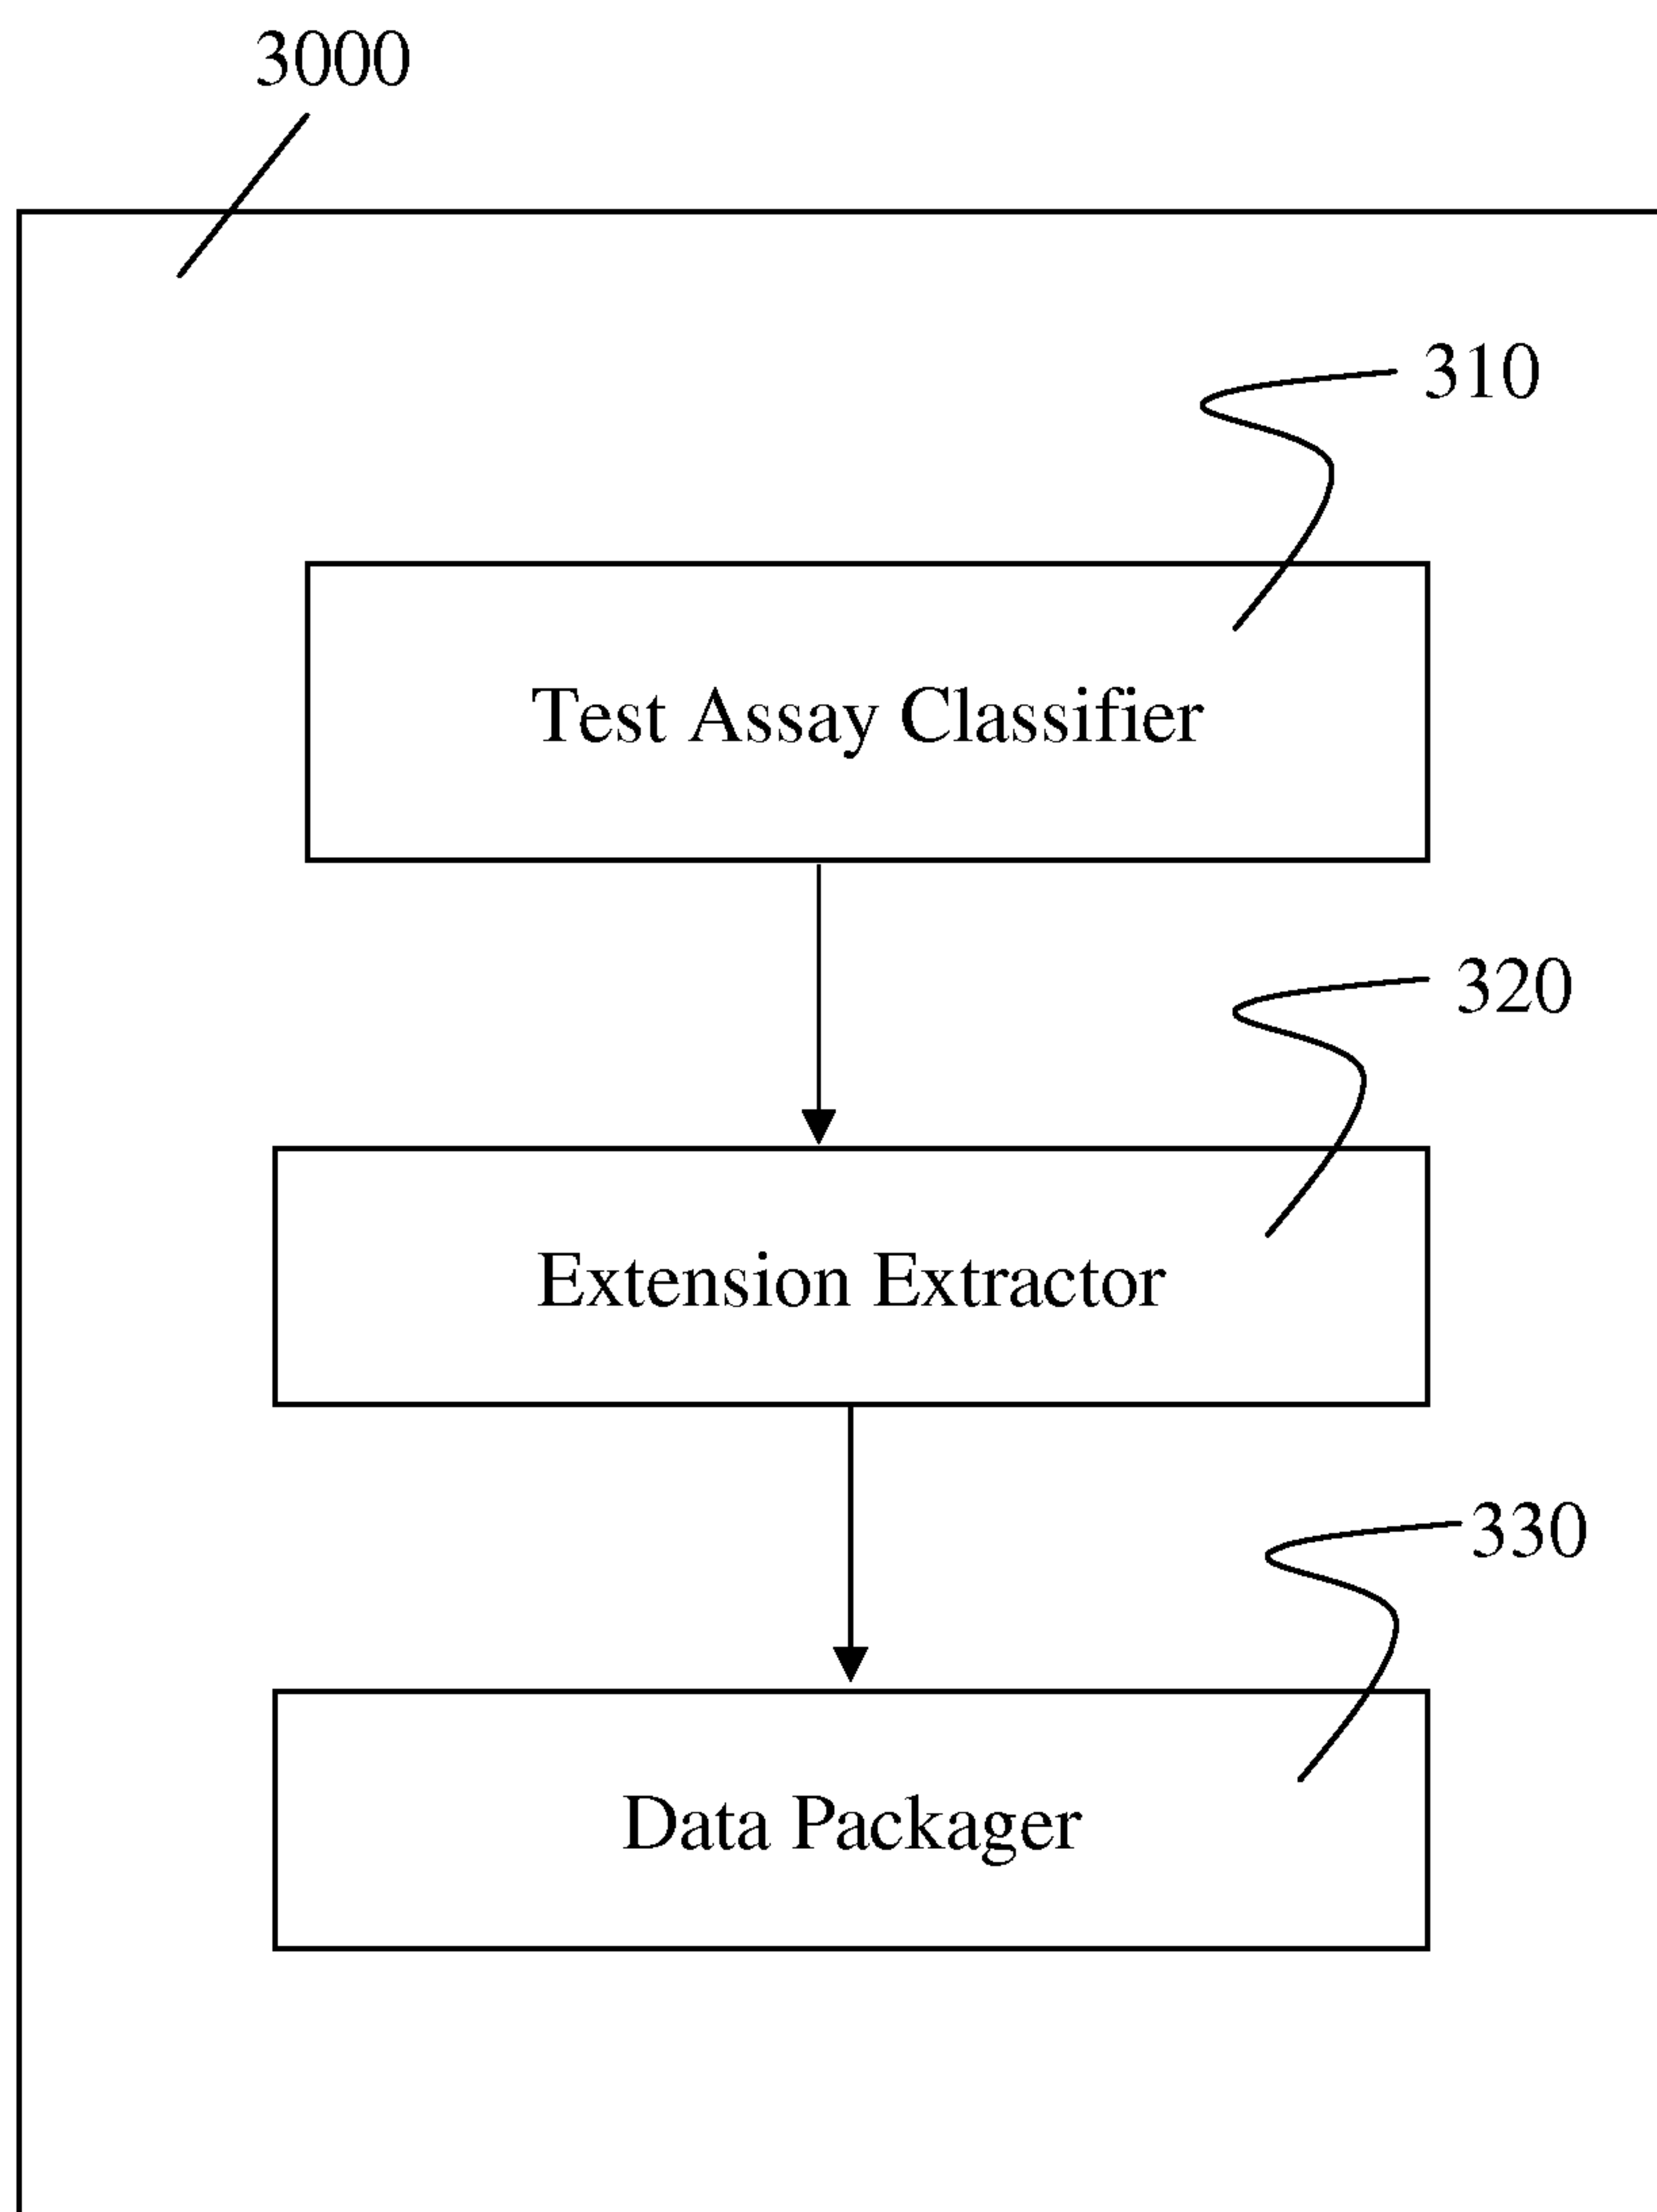 3000
310
Test Assay Classifier
320
Extension Extractor
330
Data Packager